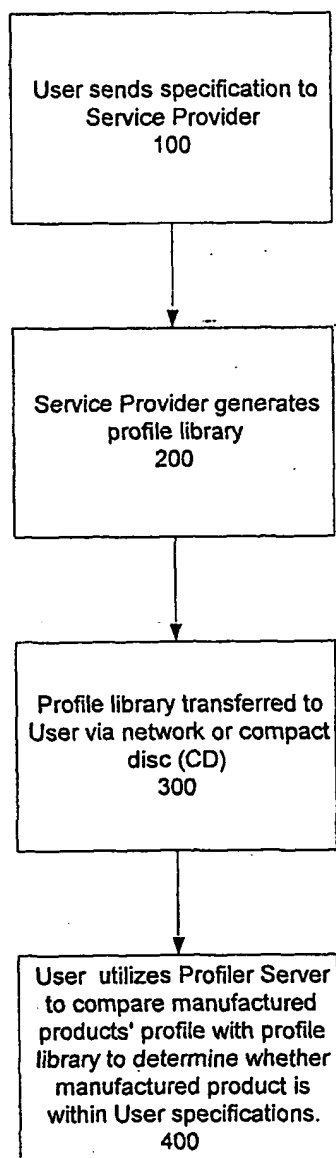 User sends specification to
Service Provider
100
Service Provider generates
profile library
200
Profile library transferred to
User via network or compact
disc (CD)
300
User utilizes Profiler Server
to compare manufactured
products' profile with profile
library to determine whether
manufactured product is
within User specifications.
400